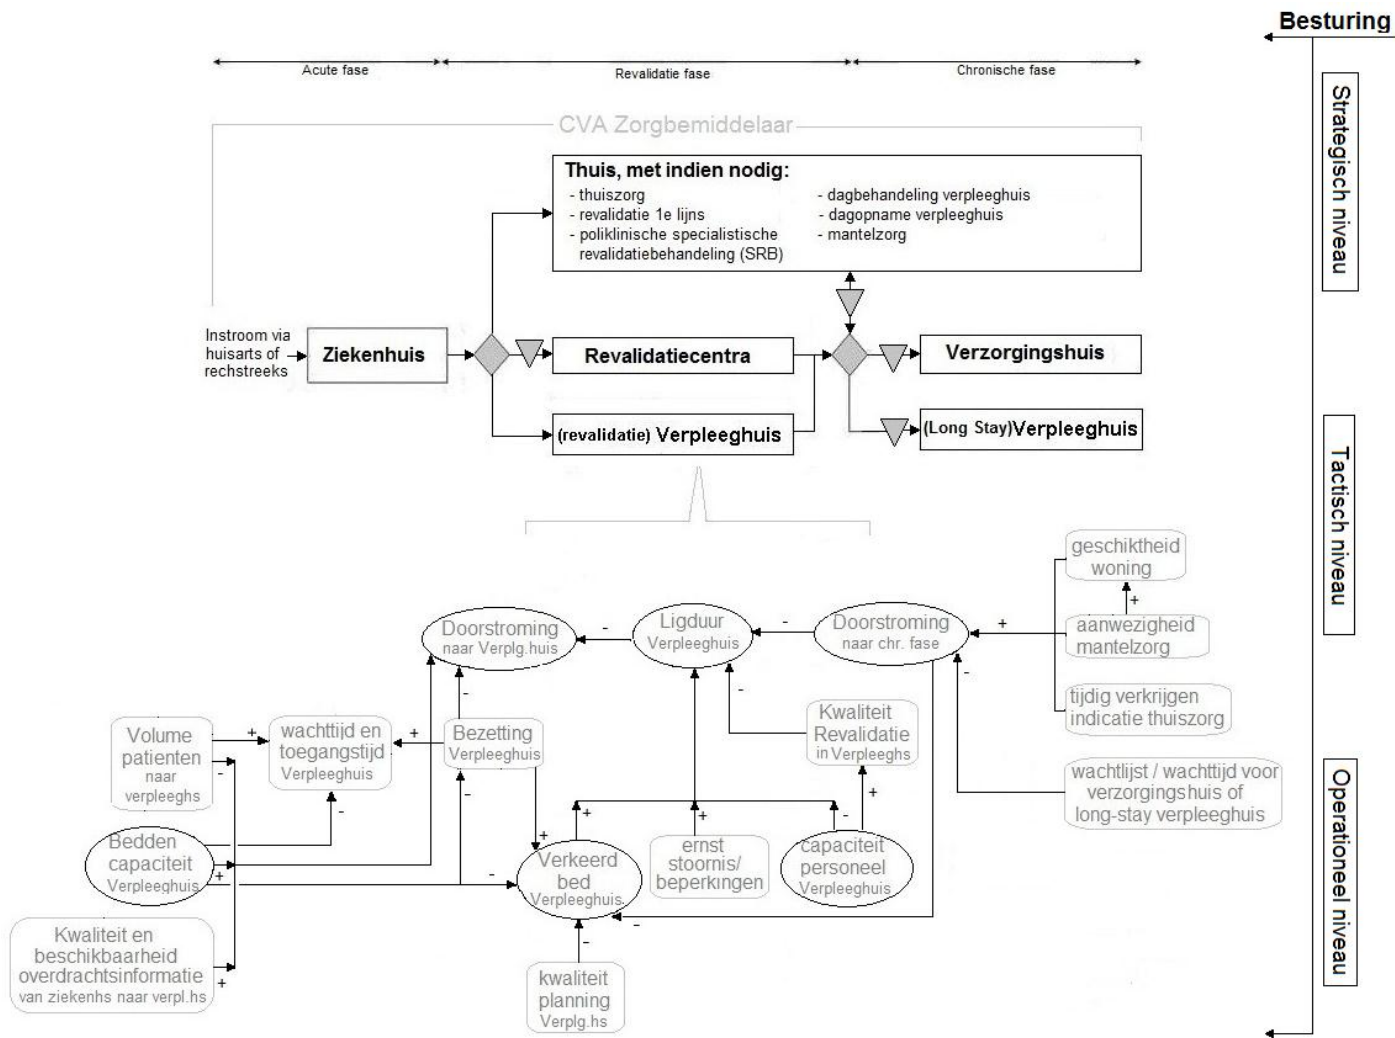 Besturing
Acute fase
Revalidatie fase
Chronische fase
Strategisch niveau
CVA Zorgbemiddelaar
Thuis, met indien nodig:
- thuiszorg
- revalidatie 1e lijns
- poliklinische specialistische
revalidatiebehandeling (SRB)
- dagbehandeling verpleeghuis
- dagopname verpleeghuis
- mantelzorg
Instroom via
huisarts of
rechstreeks
Ziekenhuis
Revalidatiecentra
Verzorgingshuis
(revalidatie) Verpleeghuis
(Long Stay)Verpleeghuis
Tactisch niveau
geschiktheid
woning
+
Doorstroming
naar Verplg.huis
-
Ligduur
Verpleeghuis
-
Doorstroming
naar chr. fase
+
aanwezigheid
mantelzorg
-
-
-
tijdig verkrijgen
indicatie thuiszorg
Volume
patienten
naar
verpleeghs
+
-
wachttijd en
toegangstijd
Verpleeghuis
+
Bezetting
Verpleeghuis
Kwaliteit
Revalidatie
in Verpleeghs
wachtlijst / wachttijd voor
verzorgingshuis of
long-stay verpleeghuis
Operationeel niveau
-
-
+
+
+
-
+
Bedden
capaciteit
Verpleeghuis
+
-
Verkeerd
bed
Verpleeghuis
ernst
stoornis/
beperkingen
capaciteit
personeel
Verpleeghuis
-
-
Kwaliteit en
beschikbaarheid
overdrachtsinformatie
van ziekenhs naar verpl.hs
+
kwaliteit
planning
Verplg.hs